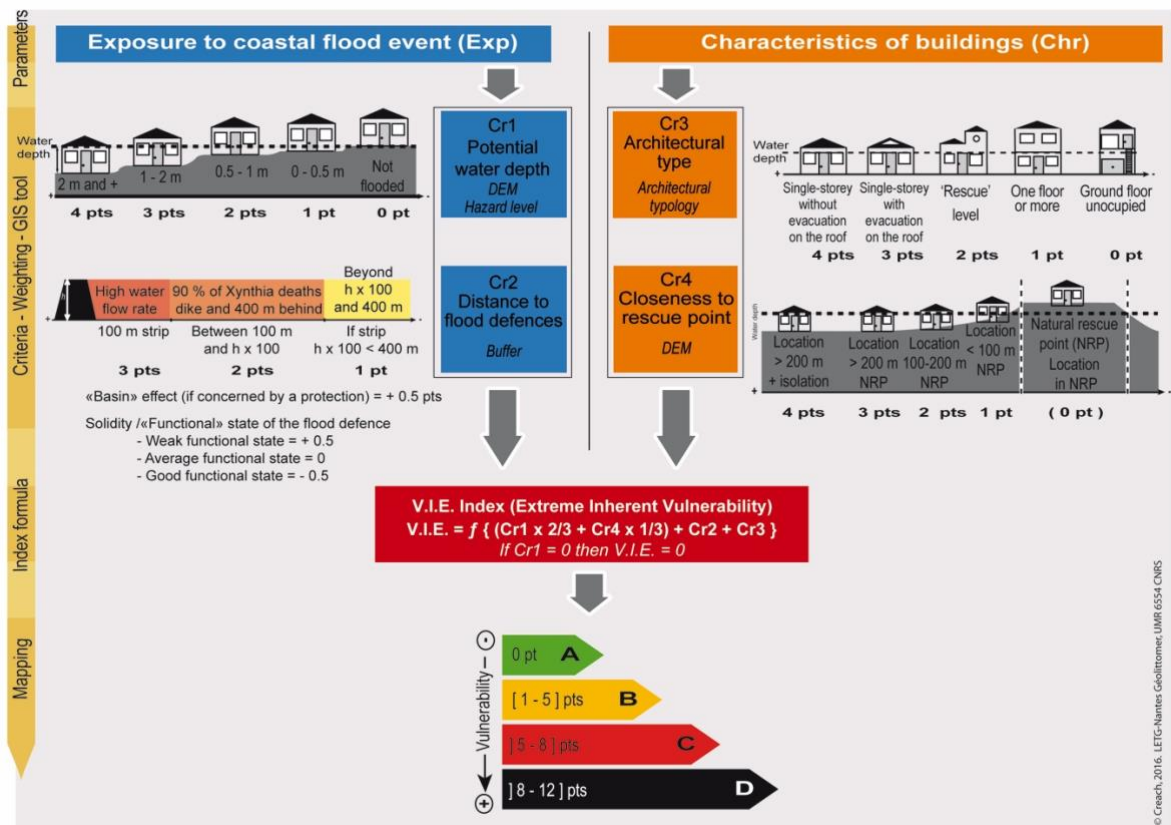 Parameters
Exposure to coastal flood event (Exp)
Characteristics of buildings (Chr)
Criteria - Weighting - GIS tool
Water
depth
2 m and +
1 - 2 m
0.5 - 1 m
0 - 0.5 m
Not
flooded
4 pts
3 pts
2 pts
1 pt
0 pt
Cr1
Potential
water depth
DEM
Hazard level
Cr3
Architectural
type
Architectural
typology
Water
depth
Single-storey
without
evacuation
on the roof
Single-storey
with
evacuation
on the roof
'Rescue'
level
One floor
or more
Ground floor
unocupied
4 pts
3 pts
2 pts
1 pt
0 pt
h
High water
flow rate
90 % of Xynthia deaths
dike and 400 m behind
Beyond
h x 100
and 400 m
100 m strip
Between 100 m
and h x 100
If strip
h x 100 < 400 m
3 pts
2 pts
1 pt
«Basin» effect (if concerned by a protection) = + 0.5 pts
Solidity /«Functional» state of the flood defence
- Weak functional state = + 0.5
- Average functional state = 0
- Good functional state = - 0.5
Cr2
Distance to
flood defences
Buffer
Cr4
Closeness to
rescue point
DEM
Water depth
Location
> 200 m
+ isolation
Location
> 200 m
NRP
Location
100-200 m
NRP
Location
< 100 m
NRP
Natural rescue
point (NRP)
Location
in NRP
4 pts
3 pts
2 pts
1 pt
( 0 pt )
Index formula
V.I.E. Index (Extreme Inherent Vulnerability)
V.I.E. = ƒ { (Cr1 x 2/3 + Cr4 x 1/3) + Cr2 + Cr3 }
If Cr1 = 0 then V.I.E. = 0
Mapping
Vulnerability
0 pt A
[ 1 - 5 ] pts B
] 5 - 8 ] pts C
] 8 - 12 ] pts D
© Creach, 2016. LETG-Nantes Géolittomer, UMR 6554 CNRS